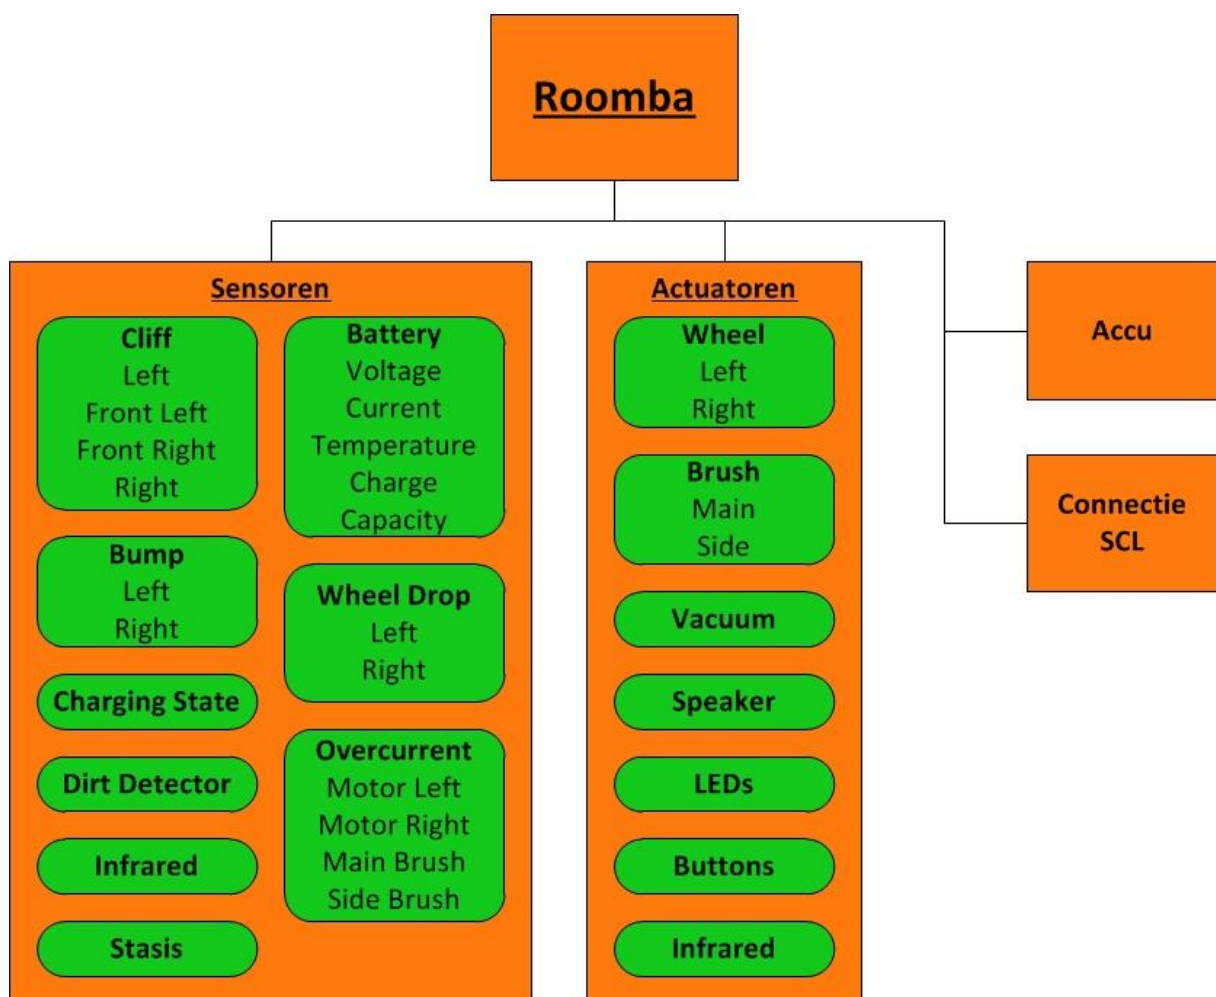 Roomba
Sensoren
Cliff
Left
Front Left
Front Right
Right
Bump
Left
Right
Charging State
Dirt Detector
Infrared
Stasis
Battery
Voltage
Current
Temperature
Charge
Capacity
Wheel Drop
Left
Right
Overcurrent
Motor Left
Motor Right
Main Brush
Side Brush
Actuatoren
Wheel
Left
Right
Brush
Main
Side
Vacuum
Speaker
LEDs
Buttons
Infrared
Accu
Connectie
SCL